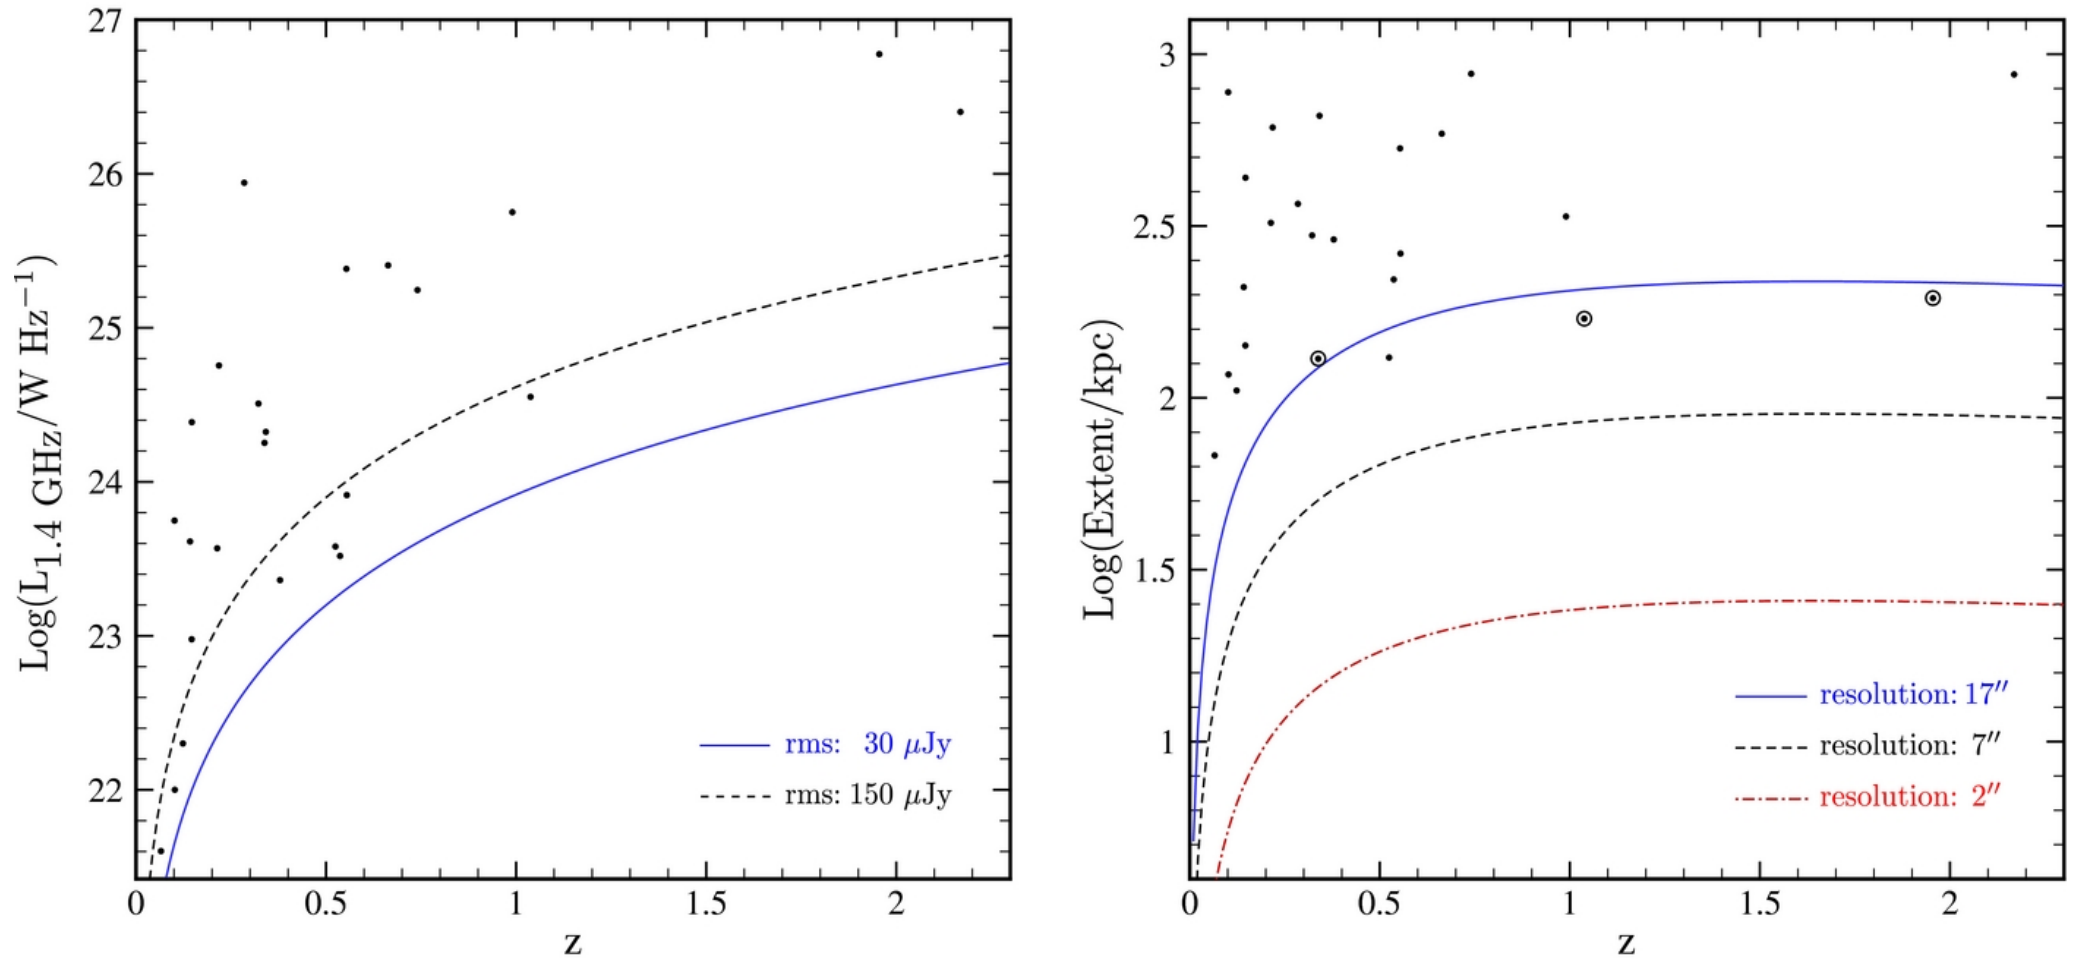 27
26
25
24
23
22
Log(L1.4 GHz/W Hz−1)
rms: 30 μJy
rms: 150 μJy
0 0.5 1 1.5 2
z
3
2.5
2
1.5
1
Log(Extent/kpc)
resolution: 17″
resolution: 7″
resolution: 2″
0 0.5 1 1.5 2
z